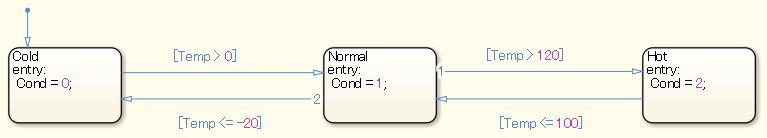 Cold
entry:
Cond = 0;
[Temp > 0]
Normal
entry:
Cond = 1;
1
[Temp > 120]
Hot
entry:
Cond = 2;
2
[Temp <= -20]
[Temp <= 100]